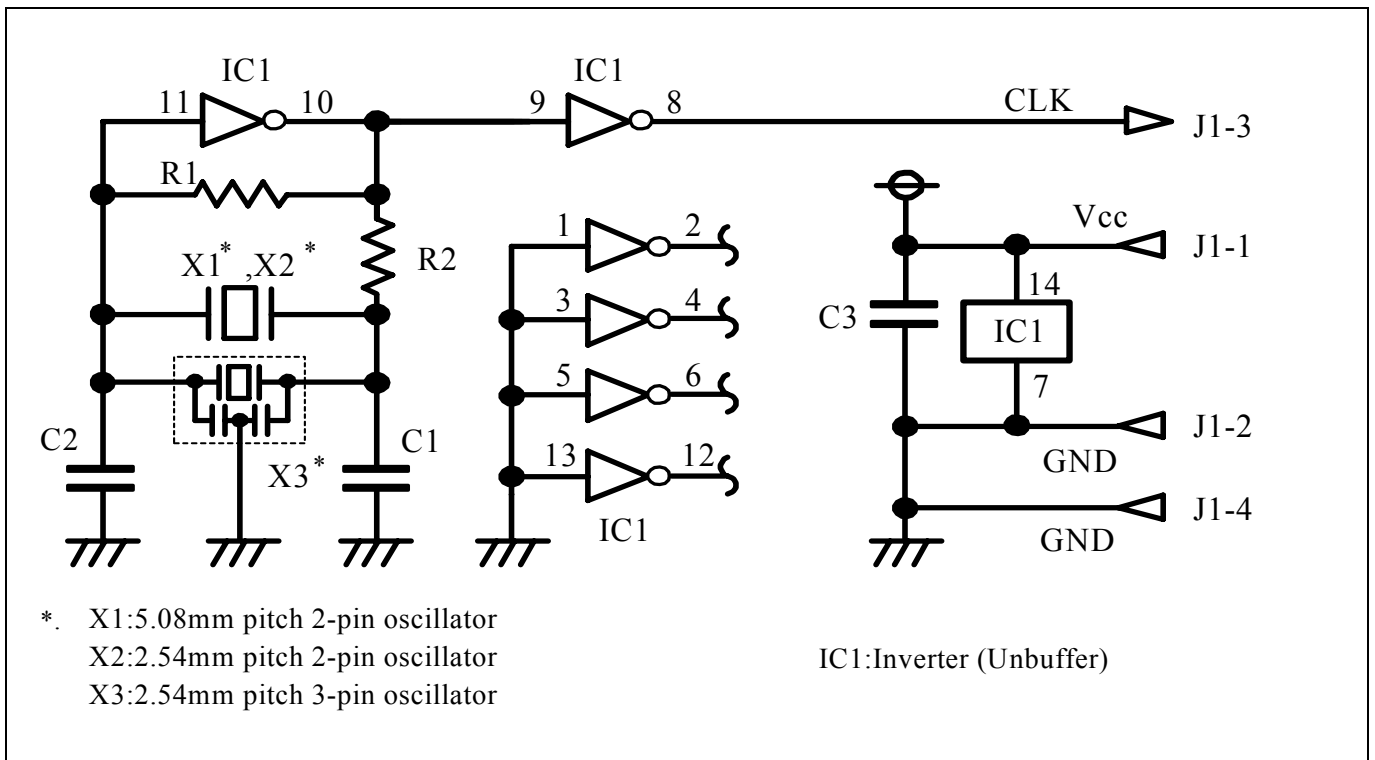 IC1 IC1
11 10 9 8 CLK J1-3
R1
R2
X1* ,X2 *
C2 X3* C1
1 2
3 4
5 6
13 12
IC1
Vcc J1-1
C3 14
IC1
7
J1-2
GND
J1-4
GND
*. X1:5.08mm pitch 2-pin oscillator
X2:2.54mm pitch 2-pin oscillator
X3:2.54mm pitch 3-pin oscillator
IC1:Inverter (Unbuffer)